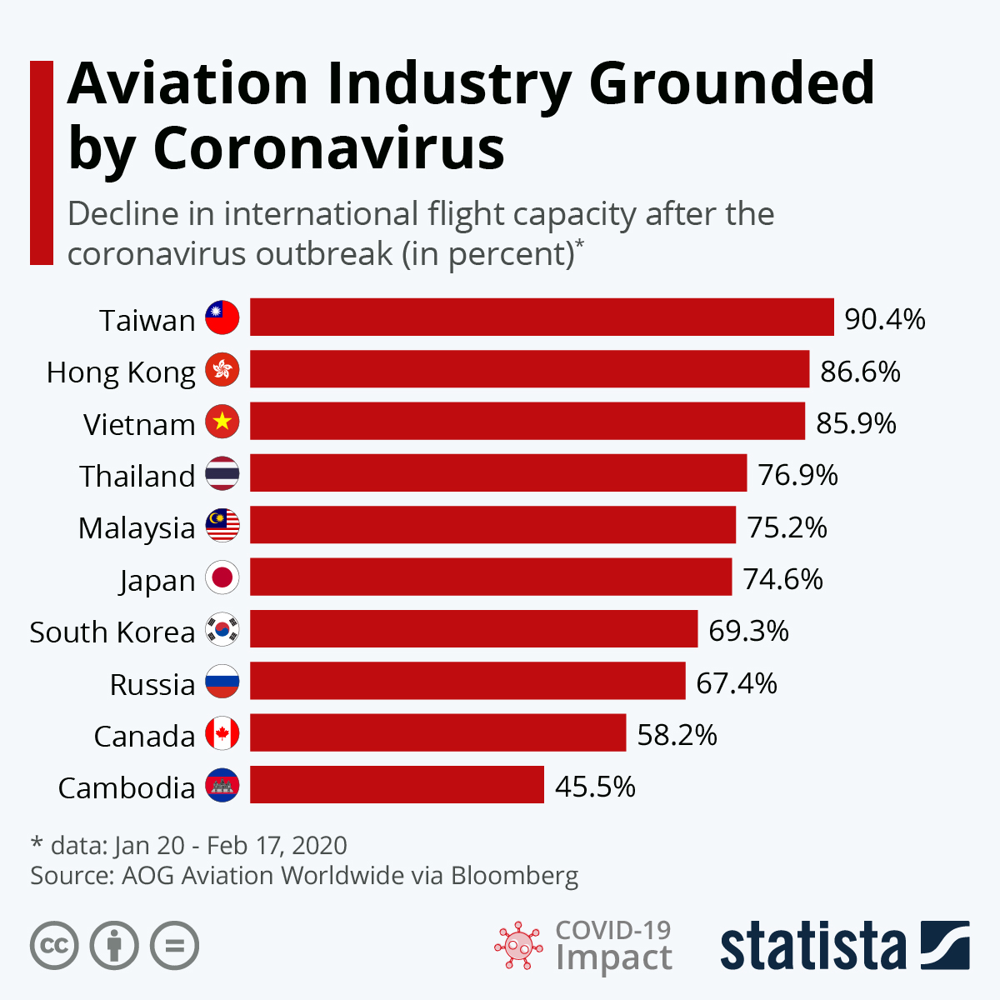 Aviation Industry Grounded
by Coronavirus
Decline in international flight capacity after the
coronavirus outbreak (in percent)*
Taiwan 90.4%
Hong Kong 86.6%
Vietnam 85.9%
Thailand 76.9%
Malaysia 75.2%
Japan 74.6%
South Korea 69.3%
Russia 67.4%
Canada 58.2%
Cambodia 45.5%
* data: Jan 20 - Feb 17, 2020
Source: AOG Aviation Worldwide via Bloomberg
cc
COVID-19
Impact
statista